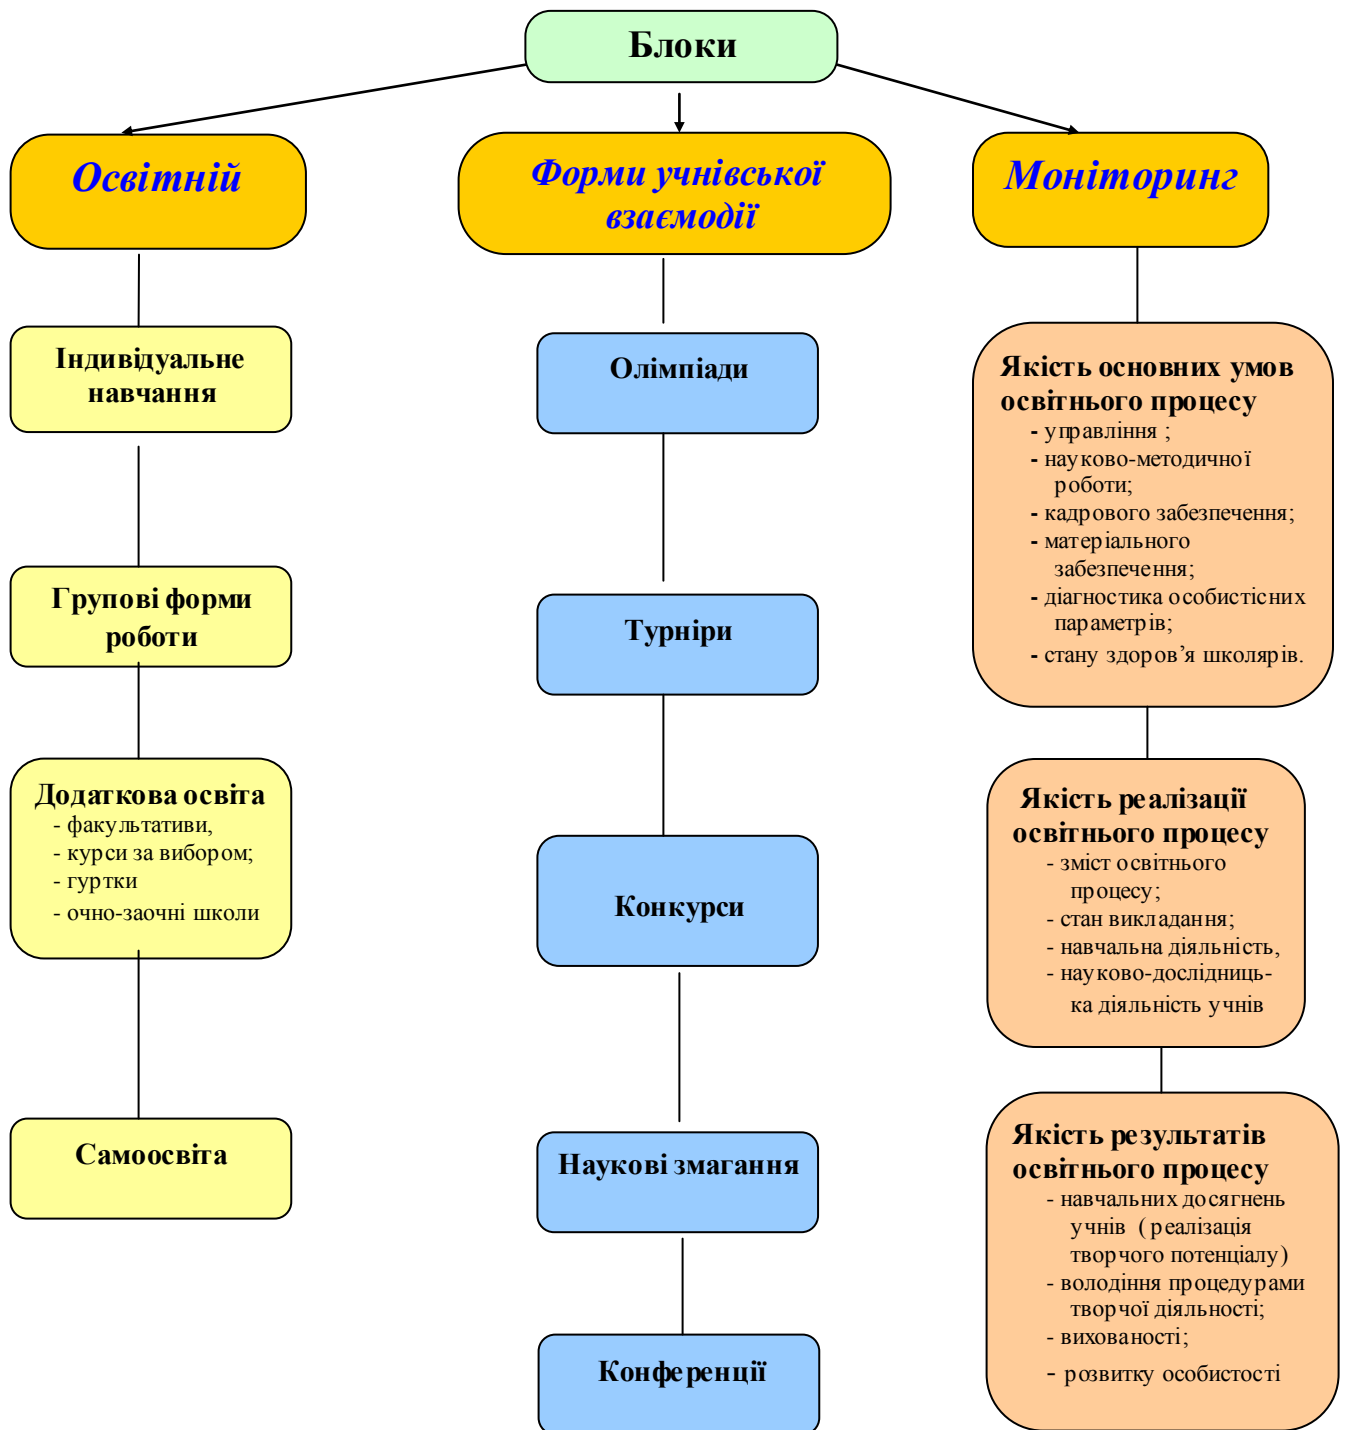 Блоки
Освітній
Індивідуальне
навчання
Групові форми
роботи
Додаткова освіта
- факультативи,
- курси за вибором;
- гуртки
- очно-заочні школи
Самоосвіта
Форми учнівської
взаємодії
Олімпіади
Турніри
Конкурси
Наукові змагання
Конференції
Моніторинг
Якість основних умов
освітнього процесу
- управління ;
- науково-методичної
роботи;
- кадрового забезпечення;
- матеріального
забезпечення;
- діагностика особистісних
параметрів;
- стану здоров’я школярів.
Якість реалізації
освітнього процесу
- зміст освітнього
процесу;
- стан викладання;
- навчальна діяльність,
- науково-дослідниць-
ка діяльність учнів
Якість результатів
освітнього процесу
- навчальних досягнень
учнів ( реалізація
творчого потенціалу)
- володіння процедурами
творчої діяльності;
- вихованості;
- розвитку особистості